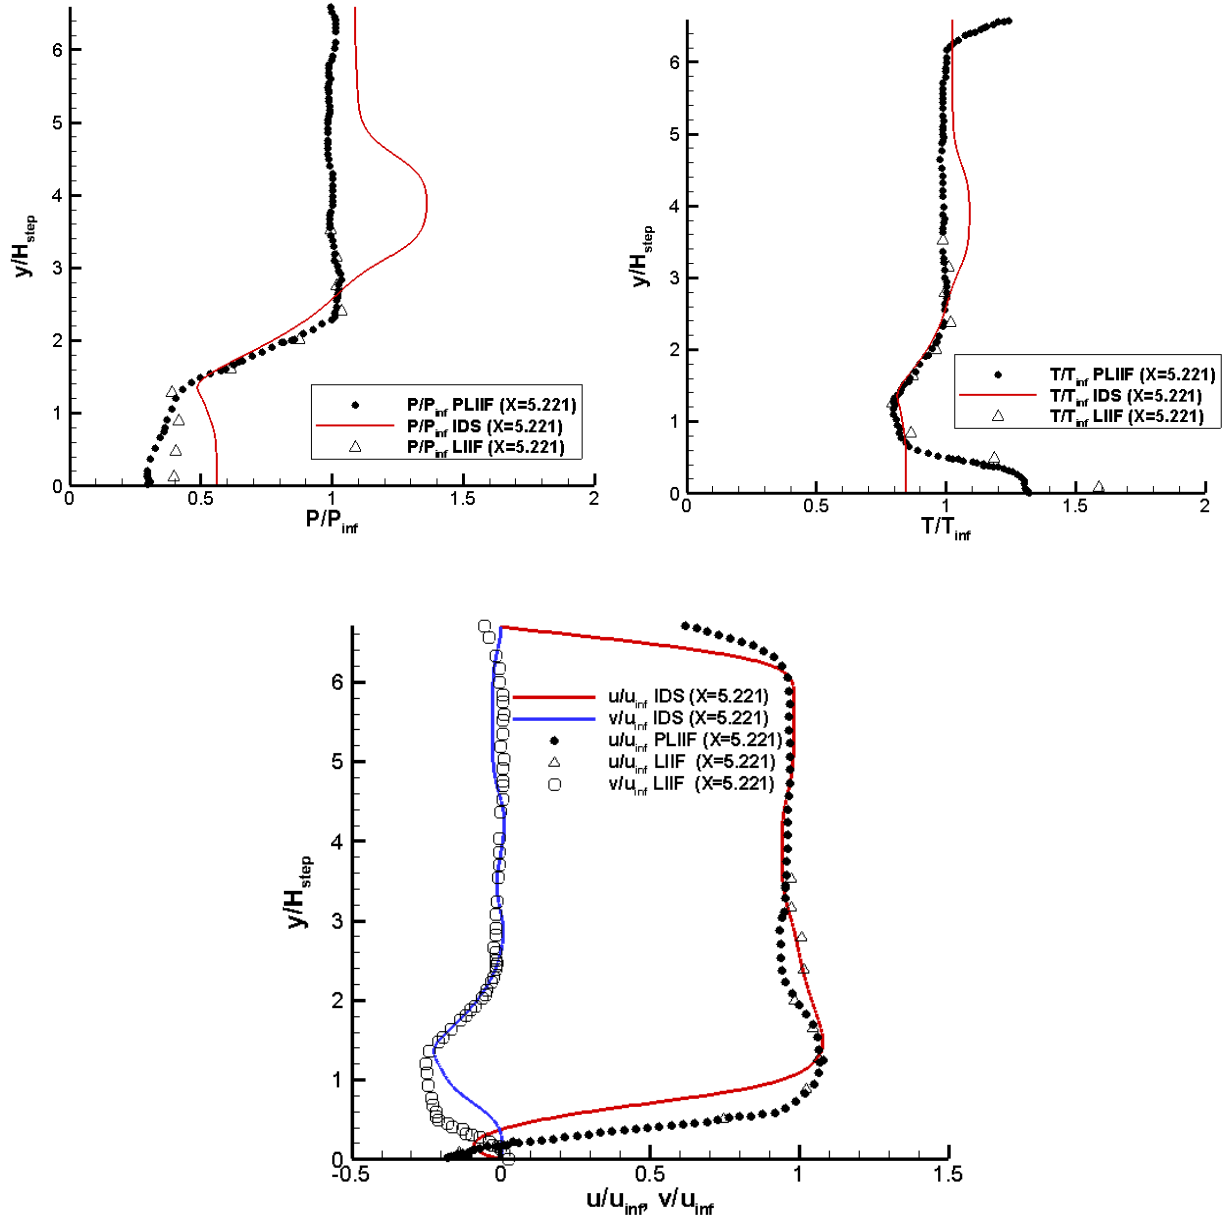 6
5
4
3
2
1
0
y/H_step
P/P_inf PLIIF (X=5.221)
P/P_inf IDS (X=5.221)
P/P_inf LIIF (X=5.221)
0 0.5 1 1.5 2
P/P_inf
6
5
4
3
2
1
0
y/H_step
T/T_inf PLIIF (X=5.221)
T/T_inf IDS (X=5.221)
T/T_inf LIIF (X=5.221)
0 0.5 1 1.5 2
T/T_inf
6
5
4
3
2
1
0
y/H_step
u/u_inf IDS (X=5.221)
v/u_inf IDS (X=5.221)
u/u_inf PLIIF (X=5.221)
u/u_inf LIIF (X=5.221)
v/u_inf LIIF (X=5.221)
-0.5 0 0.5 1 1.5
u/u_inf, v/u_inf